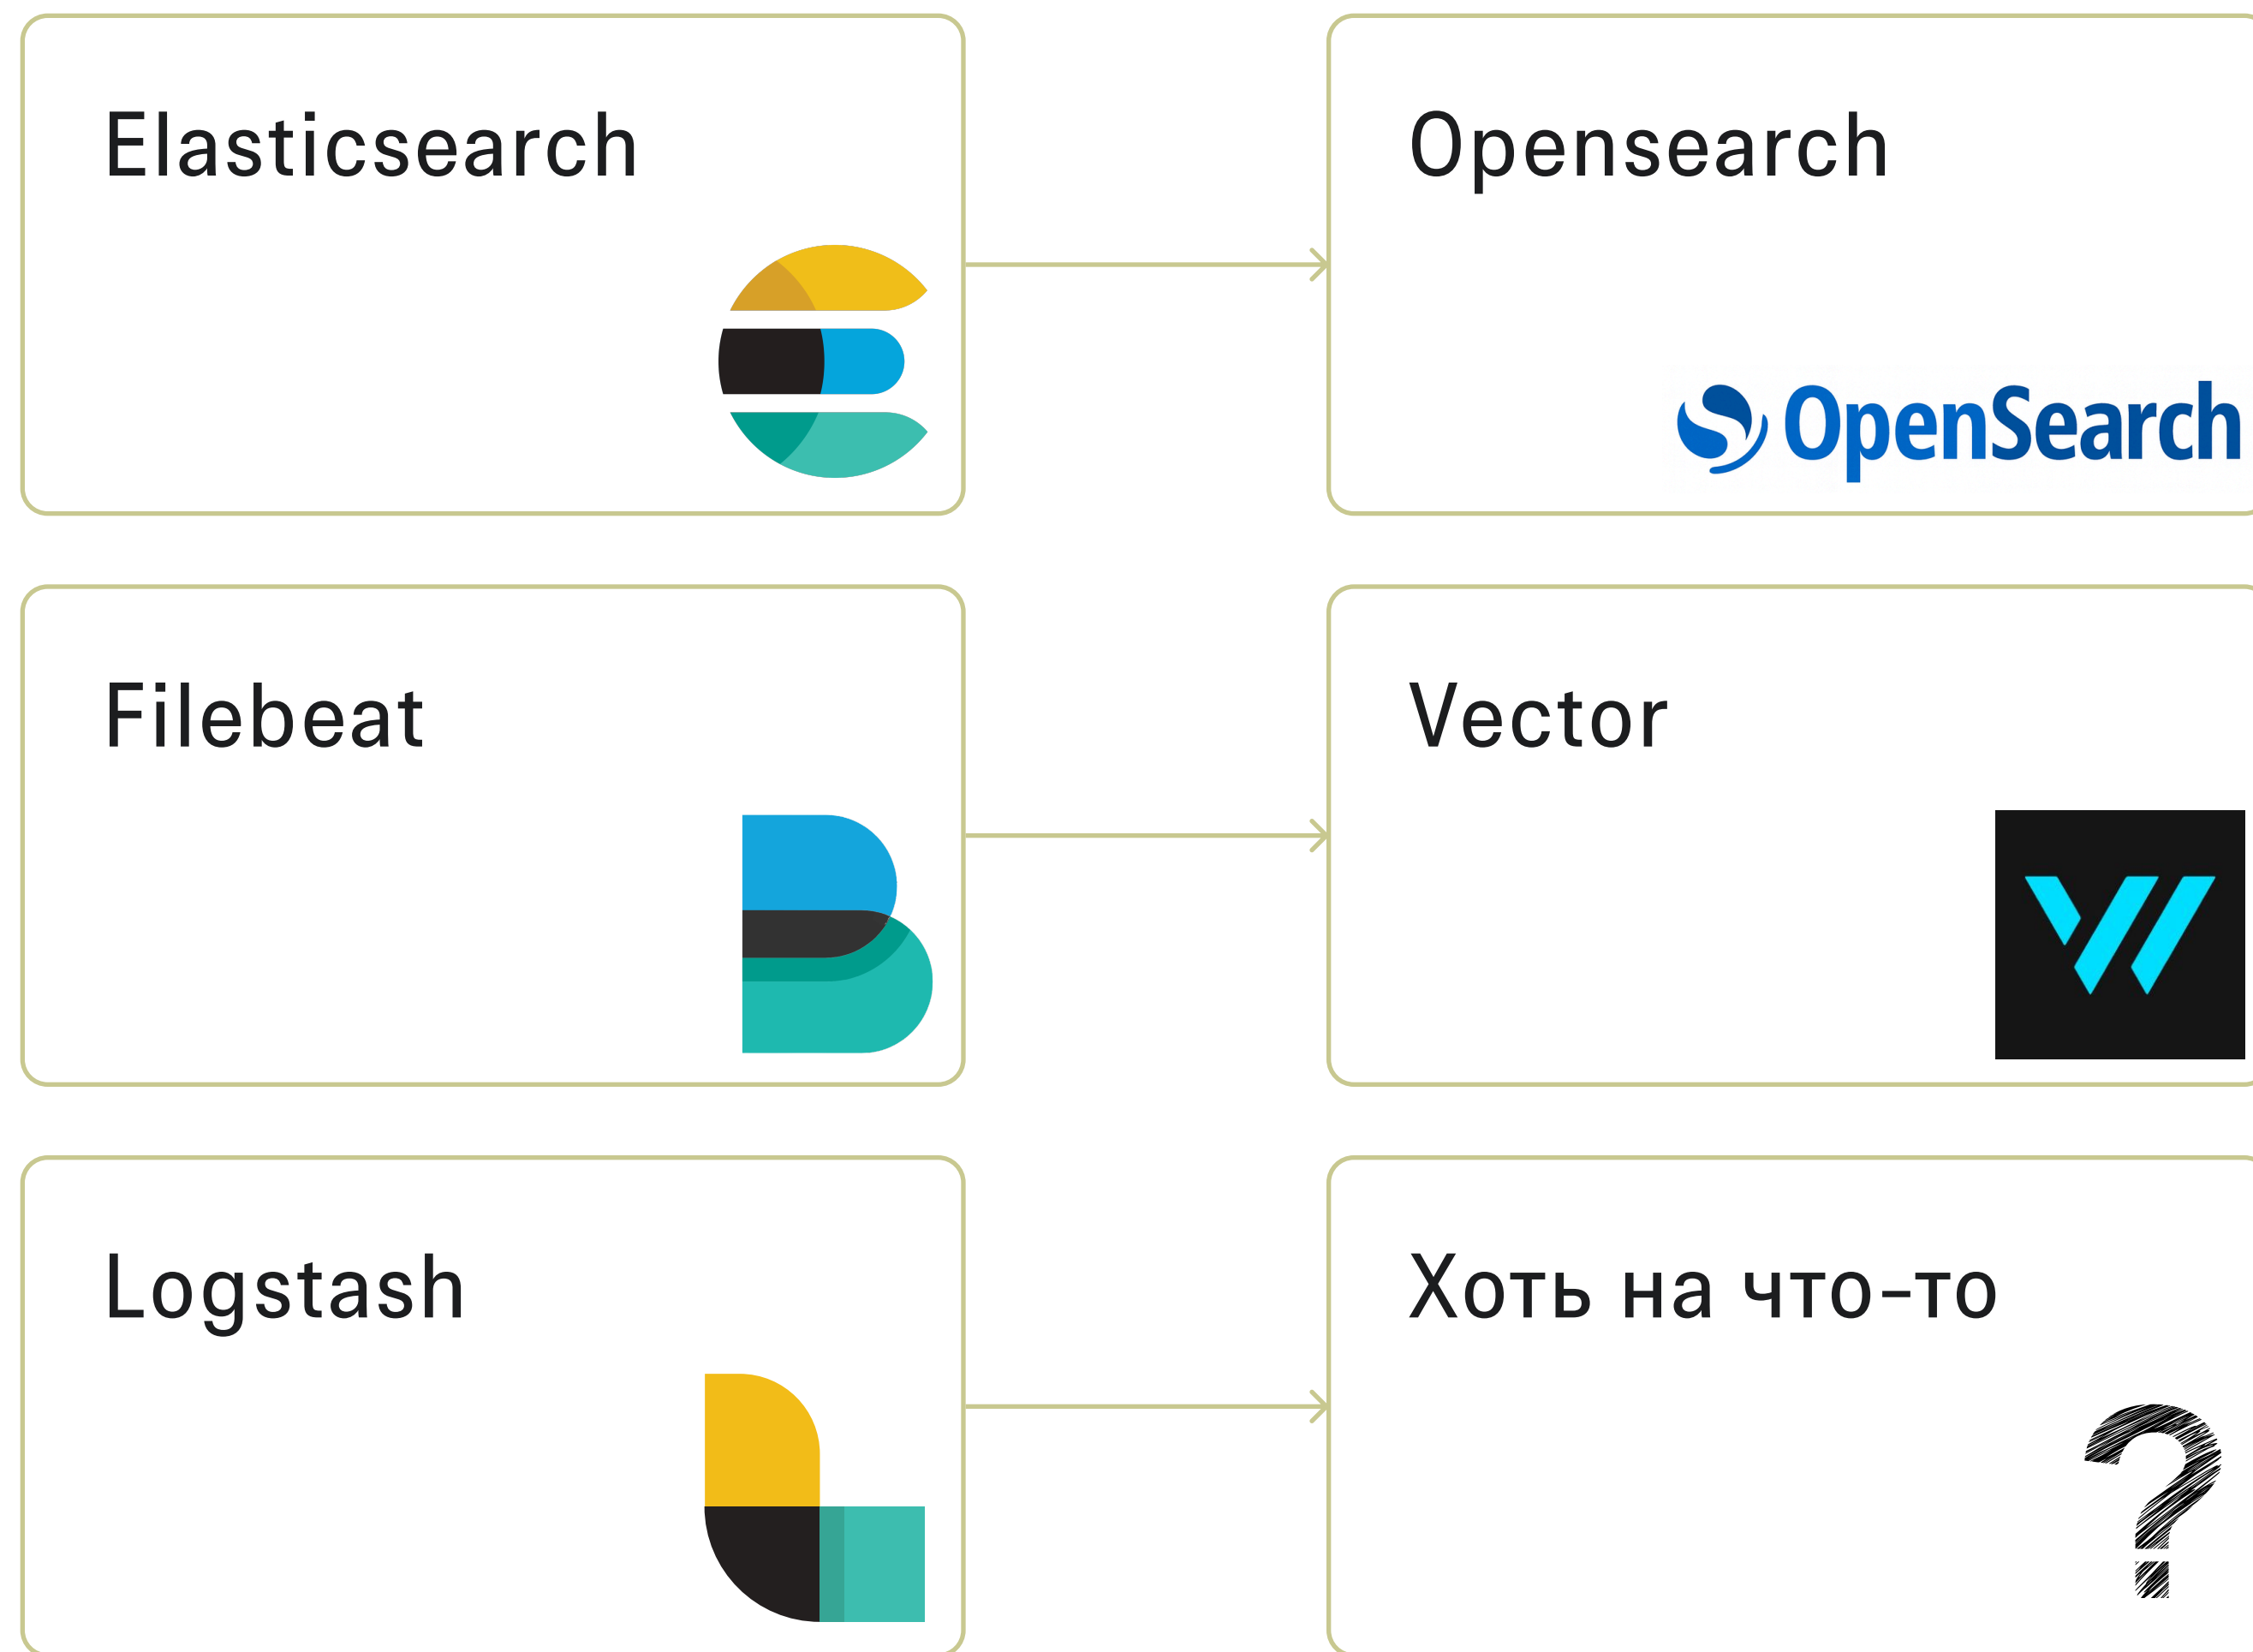 Elasticsearch
Opensearch
OpenSearch
Filebeat
Vector
Logstash
Хоть на что-то
?